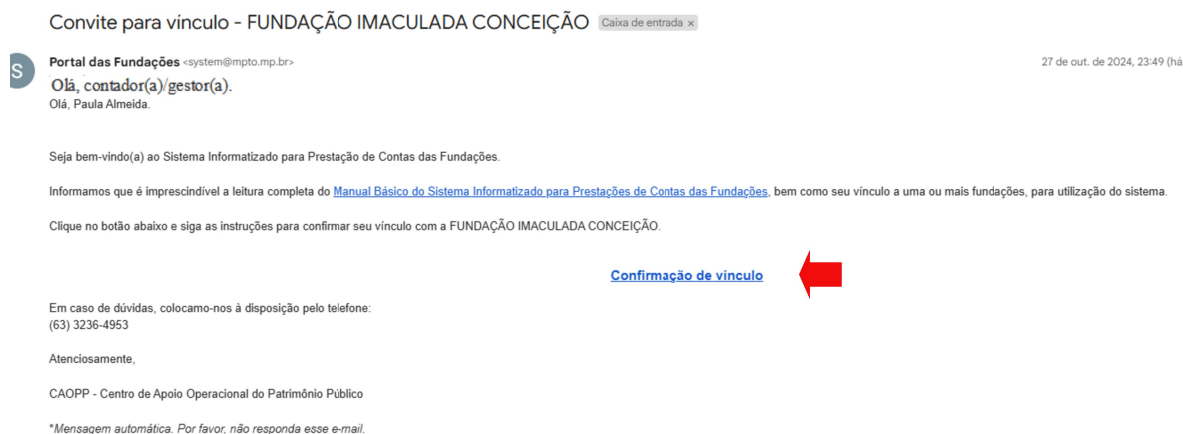 Convite para vínculo - FUNDAÇÃO IMACULADA CONCEIÇÃO Caixa de entrada x
S
Portal das Fundações <system@mpto.mp.br> 27 de out. de 2024, 23:49 (há
Olá, contador(a)/gestor(a).
Olá, Paula Almeida.
Seja bem-vindo(a) ao Sistema Informatizado para Prestação de Contas das Fundações.
Informamos que é imprescindível a leitura completa do Manual Básico do Sistema Informatizado para Prestações de Contas das Fundações, bem como seu vínculo a uma ou mais fundações, para utilização do sistema.
Clique no botão abaixo e siga as instruções para confirmar seu vínculo com a FUNDAÇÃO IMACULADA CONCEIÇÃO.
Confirmação de vínculo
Em caso de dúvidas, colocamo-nos à disposição pelo telefone:
(63) 3236-4953
Atenciosamente,
CAOPP - Centro de Apoio Operacional do Patrimônio Público
*Mensagem automática. Por favor, não responda esse e-mail.